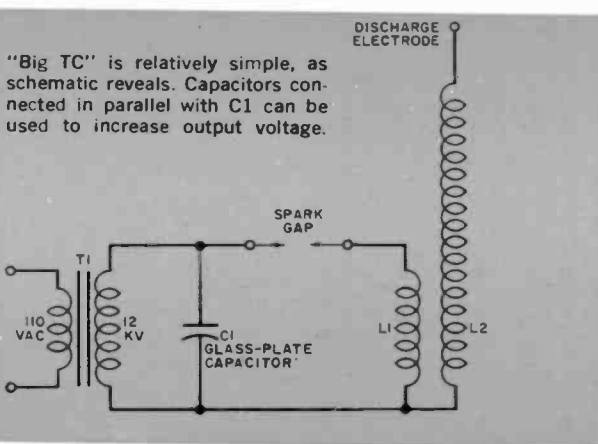 DISCHARGE
ELECTRODE
"Big TC" is relatively simple, as
schematic reveals. Capacitors con-
nected in parallel with C1 can be
used to increase output voltage.
SPARK
GAP
T1
110
VAC
12
KV
C1
GLASS-PLATE
CAPACITOR
L1
L2